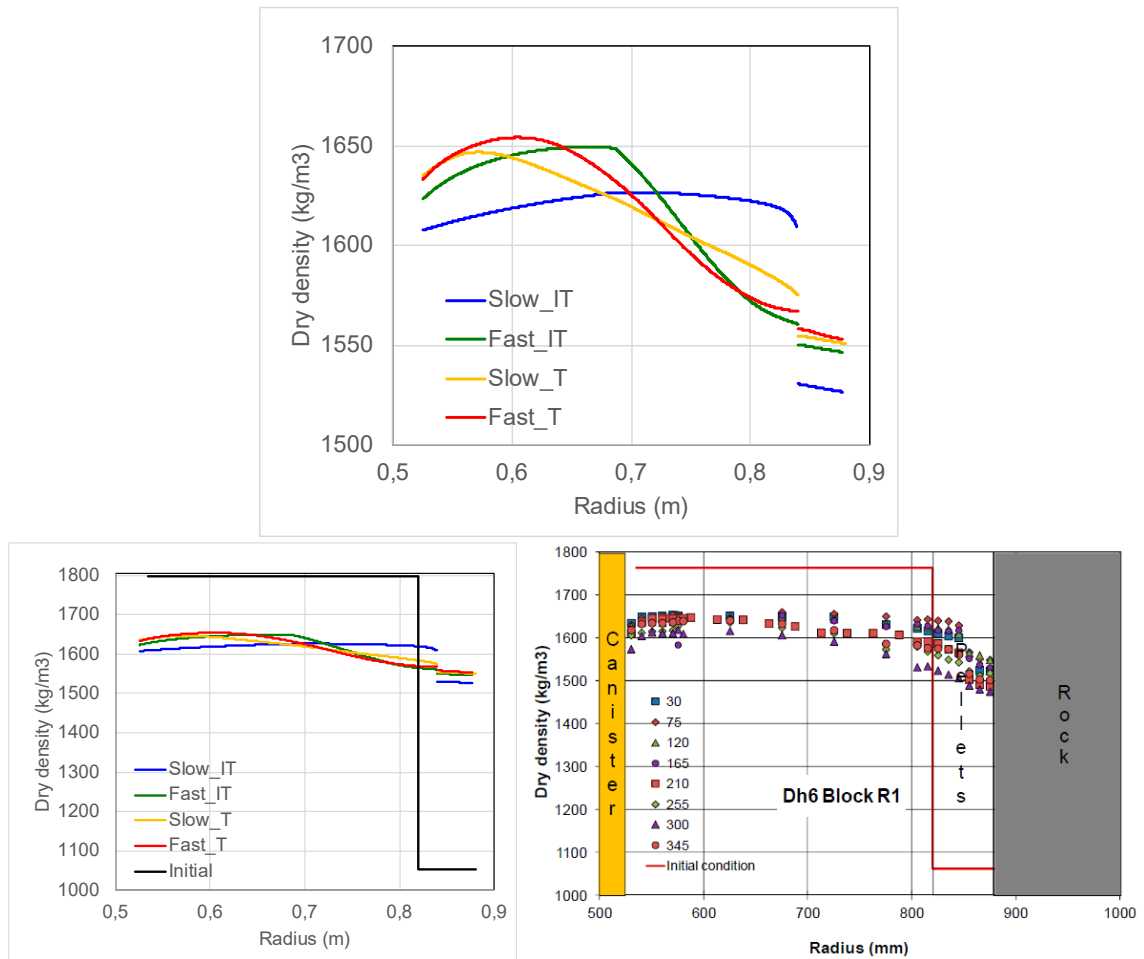 1700
1650
1600
1550
1500
Dry density (kg/m3)
Slow_IT
Fast_IT
Slow_T
Fast_T
0,5 0,6 0,7 0,8 0,9
Radius (m)
1800
1700
1600
1500
1400
1300
1200
1100
1000
Dry density (kg/m3)
Slow_IT
Fast_IT
Slow_T
Fast_T
Initial
0,5 0,6 0,7 0,8 0,9
Radius (m)
1800
1700
1600
1500
1400
1300
1200
1100
1000
Dry density (kg/m3)
Canister
30
75
120
165
210
255
300
345
Initial condition
Dh6 Block R1
Pellets
Rock
500 600 700 800 900 1000
Radius (mm)